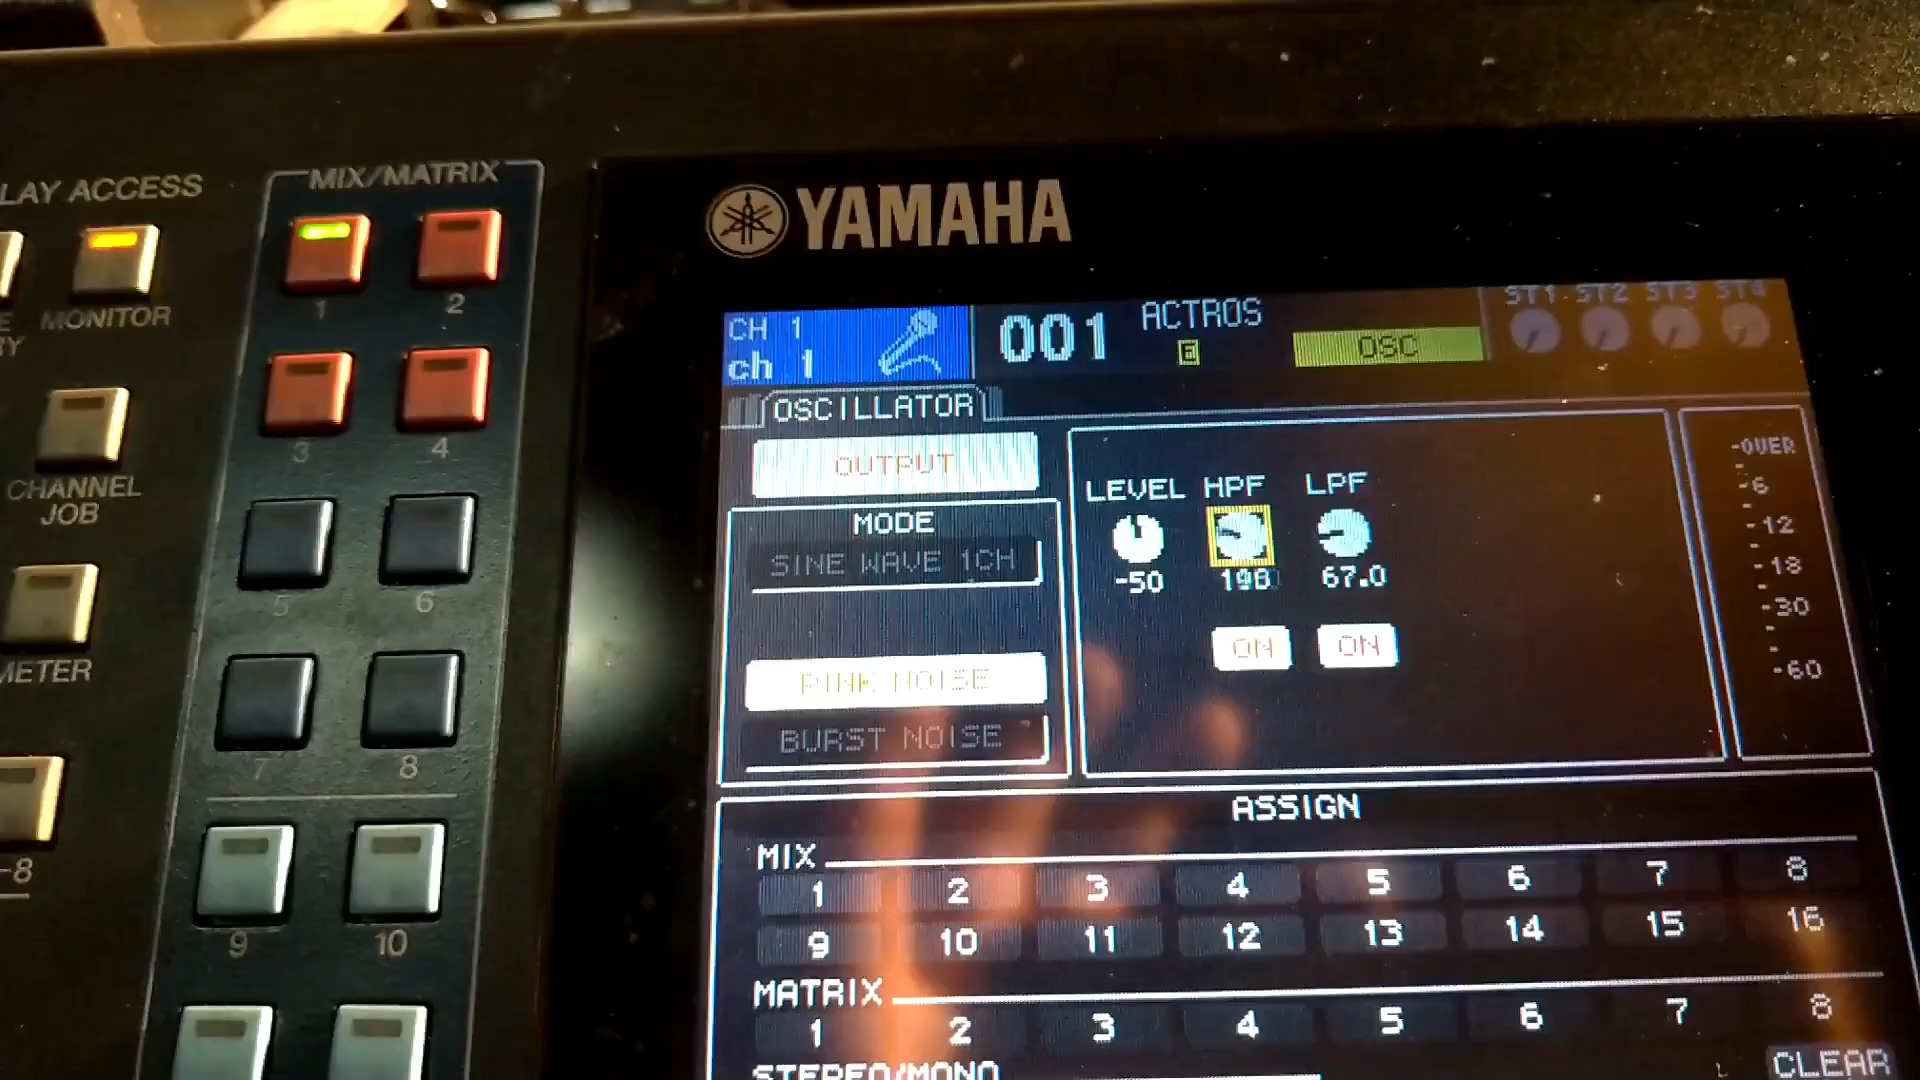 LAY ACCESS
MONITOR
CHANNEL
JOB
METER
-8
MIX/MATRIX
1 2
3 4
5 6
7 8
9 10
YAMAHA
CH 1
ch 1
001
ACTROS
E
OSC
ST1 ST2 ST3 ST4
OSCILLATOR
OUTPUT
MODE
SINE WAVE 1CH
PINK NOISE
BURST NOISE
LEVEL HPF LPF
-50 67.0
ON ON
-OVER
-6
-12
-18
-30
-60
ASSIGN
MIX
1 2 3 4 5 6 7 8
9 10 11 12 13 14 15 16
MATRIX
1 2 3 4 5 6 7 8
STEREO/MONO
CLEAR